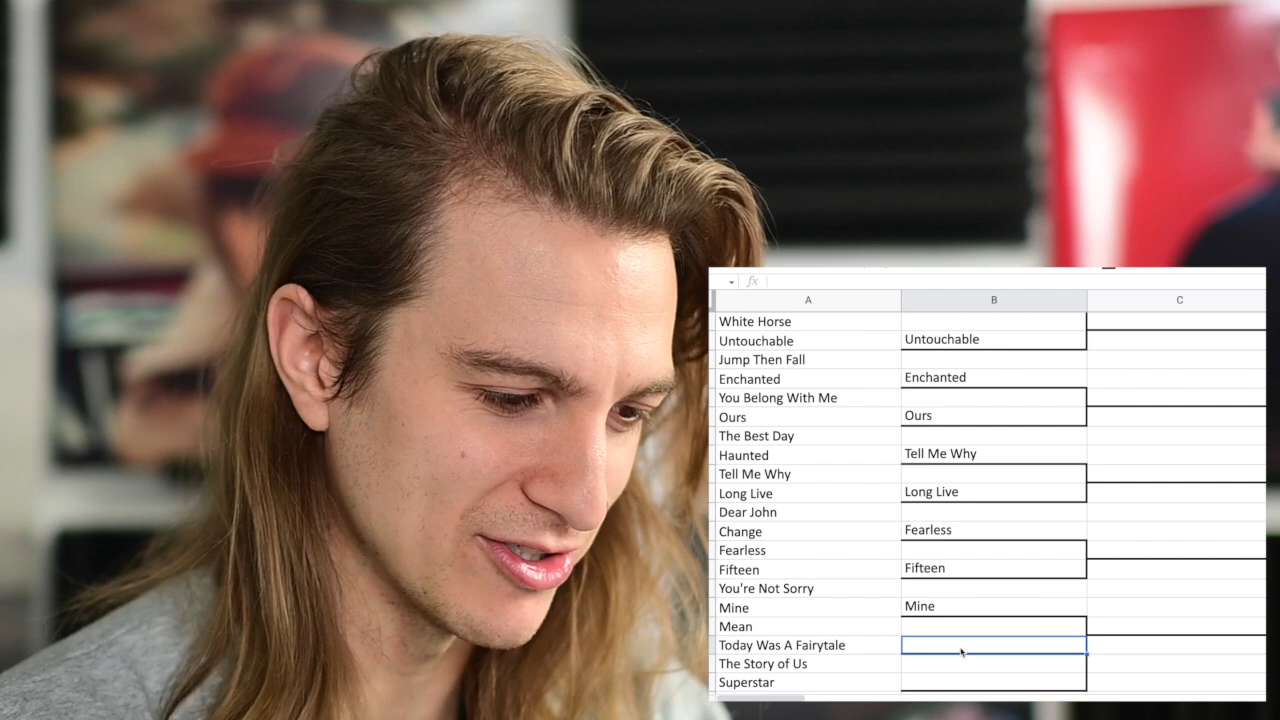 fx
A B C
White Horse
Untouchable Untouchable
Jump Then Fall
Enchanted Enchanted
You Belong With Me
Ours Ours
The Best Day
Haunted Tell Me Why
Tell Me Why
Long Live Long Live
Dear John
Change Fearless
Fearless
Fifteen Fifteen
You're Not Sorry
Mine Mine
Mean
Today Was A Fairytale
The Story of Us
Superstar